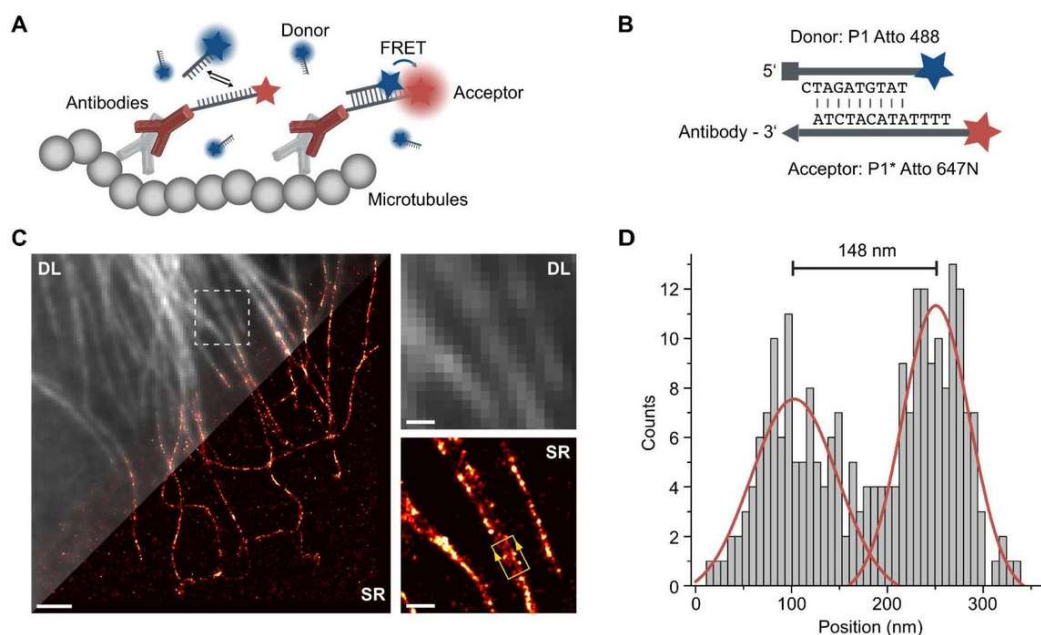 A
Donor
FRET
Antibodies
Acceptor
Microtubules
B
Donor: P1 Atto 488
5‘
CTAGATGTAT
ATCTACATATTTT
Antibody - 3‘
Acceptor: P1* Atto 647N
C
DL
SR
DL
SR
D
148 nm
12
10
8
6
4
2
0
Counts
0 100 200 300
Position (nm)